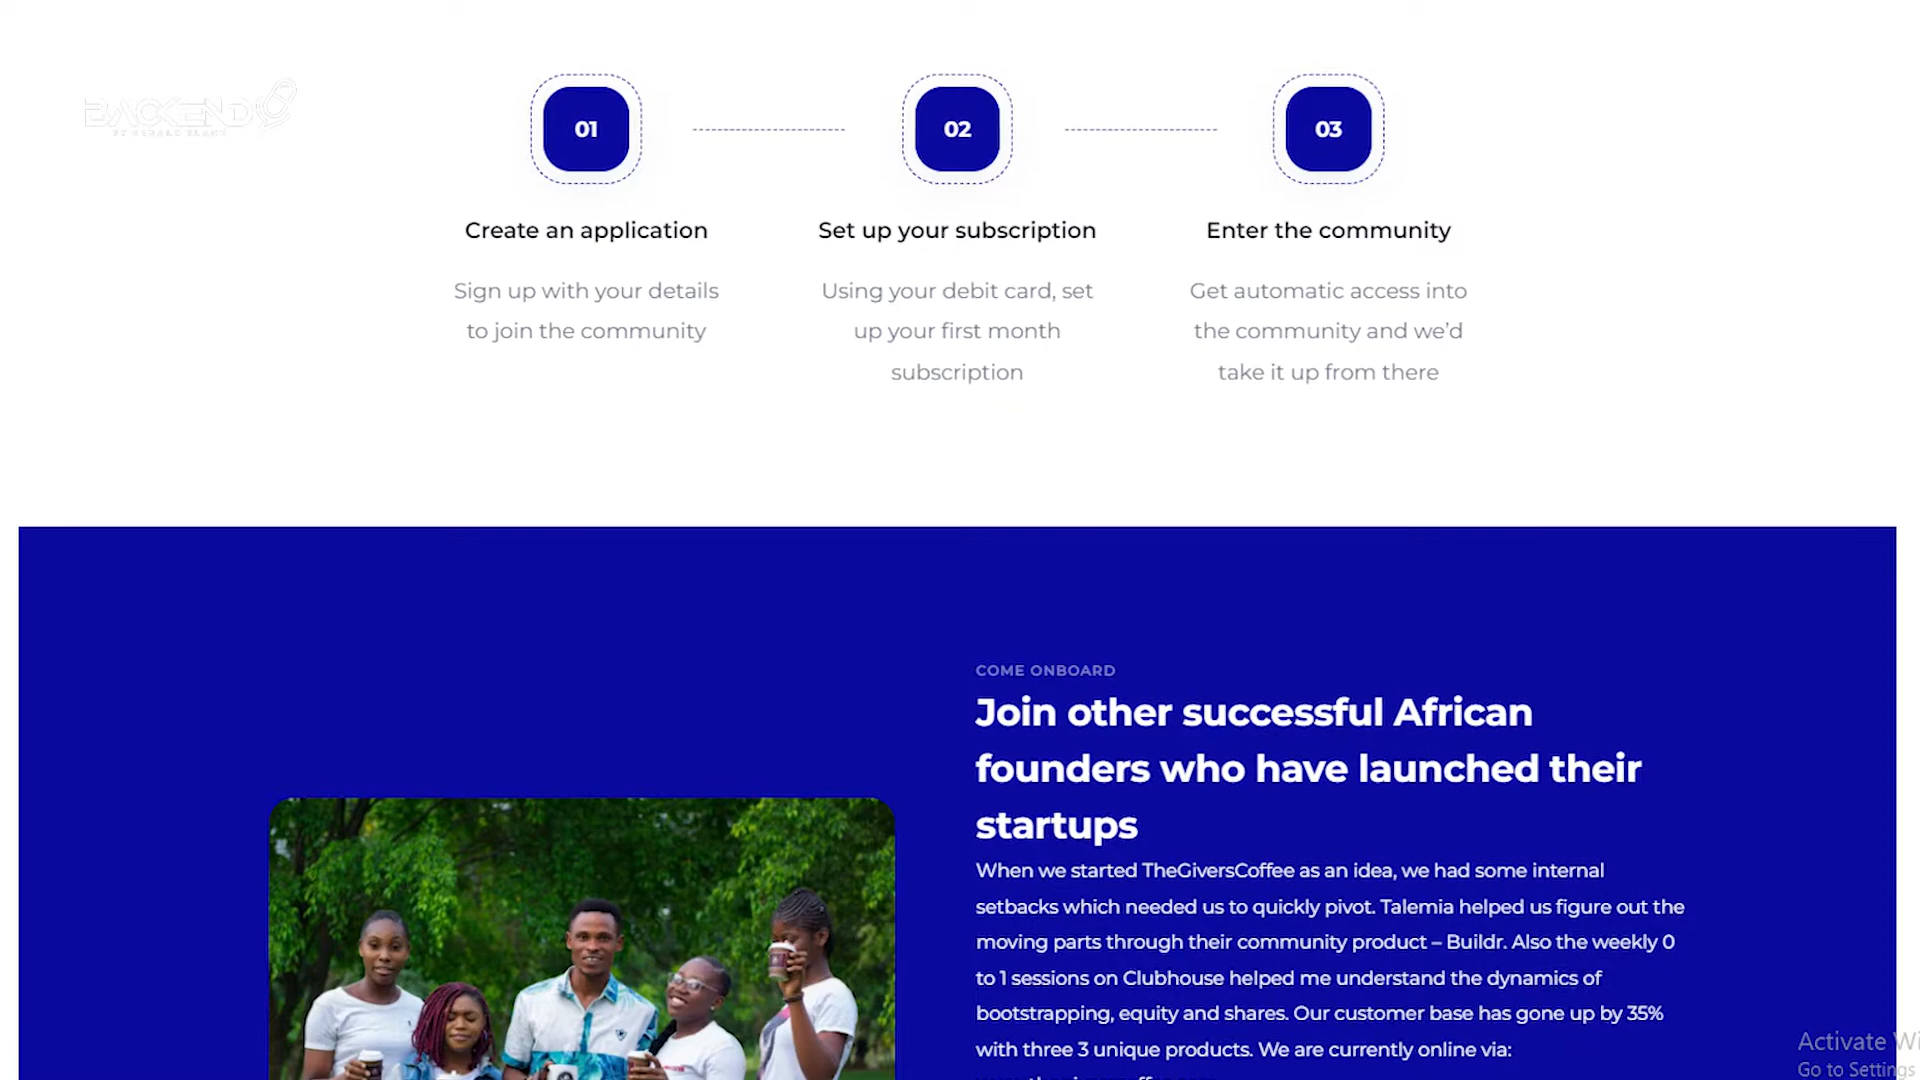 BACKEND
01
02
03
Create an application
Set up your subscription
Enter the community
Sign up with your details
to join the community
Using your debit card, set
up your first month
subscription
Get automatic access into
the community and we’d
take it up from there
COME ONBOARD
Join other successful African
founders who have launched their
startups
When we started TheGiversCoffee as an idea, we had some internal
setbacks which needed us to quickly pivot. Talemia helped us figure out the
moving parts through their community product – Buildr. Also the weekly 0
to 1 sessions on Clubhouse helped me understand the dynamics of
bootstrapping, equity and shares. Our customer base has gone up by 35%
with three 3 unique products. We are currently online via:
Activate Wi
Go to Settings